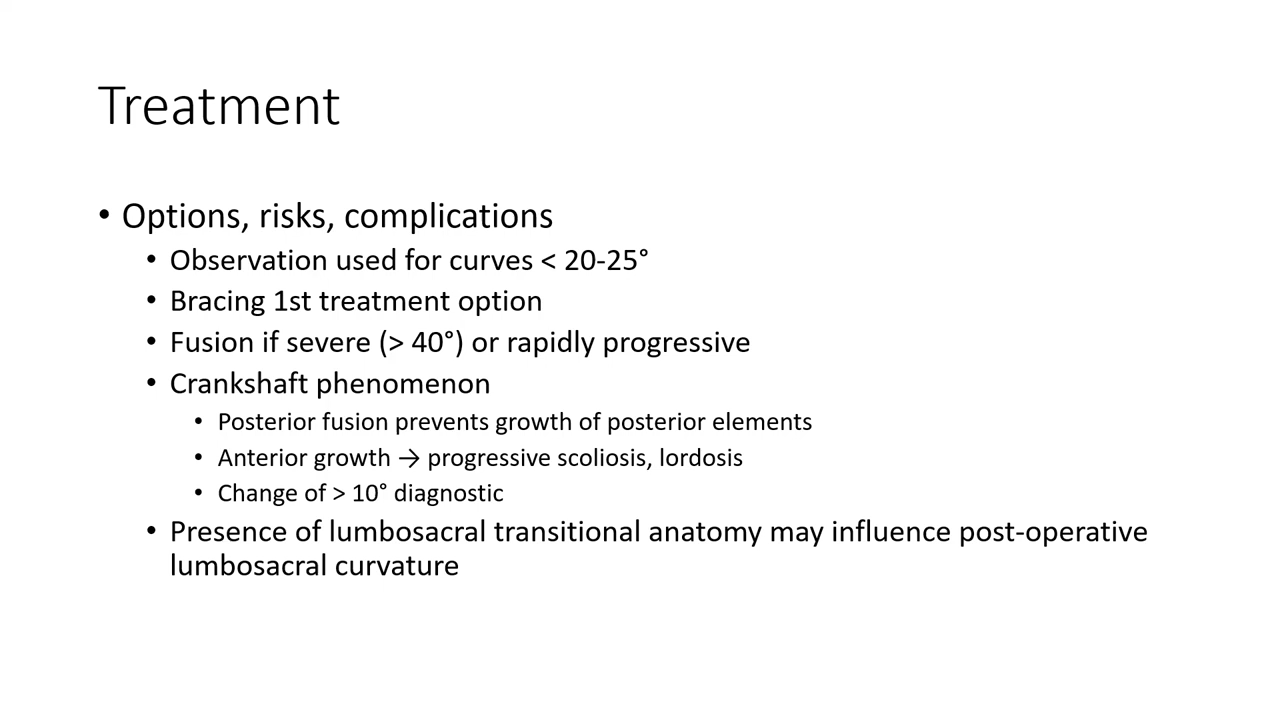 Treatment
• Options, risks, complications
• Observation used for curves < 20-25°
• Bracing 1st treatment option
• Fusion if severe (> 40°) or rapidly progressive
• Crankshaft phenomenon
• Posterior fusion prevents growth of posterior elements
• Anterior growth → progressive scoliosis, lordosis
• Change of > 10° diagnostic
• Presence of lumbosacral transitional anatomy may influence post-operative
lumbosacral curvature